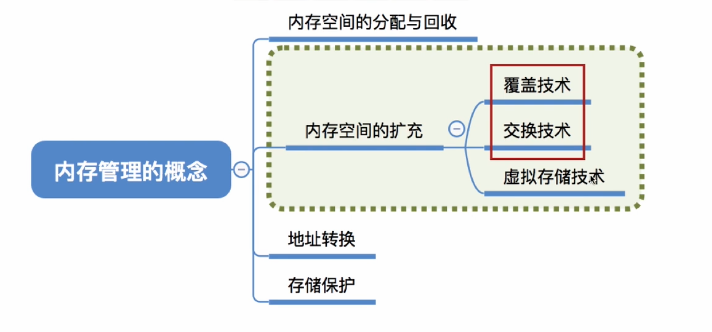 内存空间的分配与回收
覆盖技术
内存空间的扩充
交换技术
内存管理的概念
虚拟存储技术
地址转换
存储保护